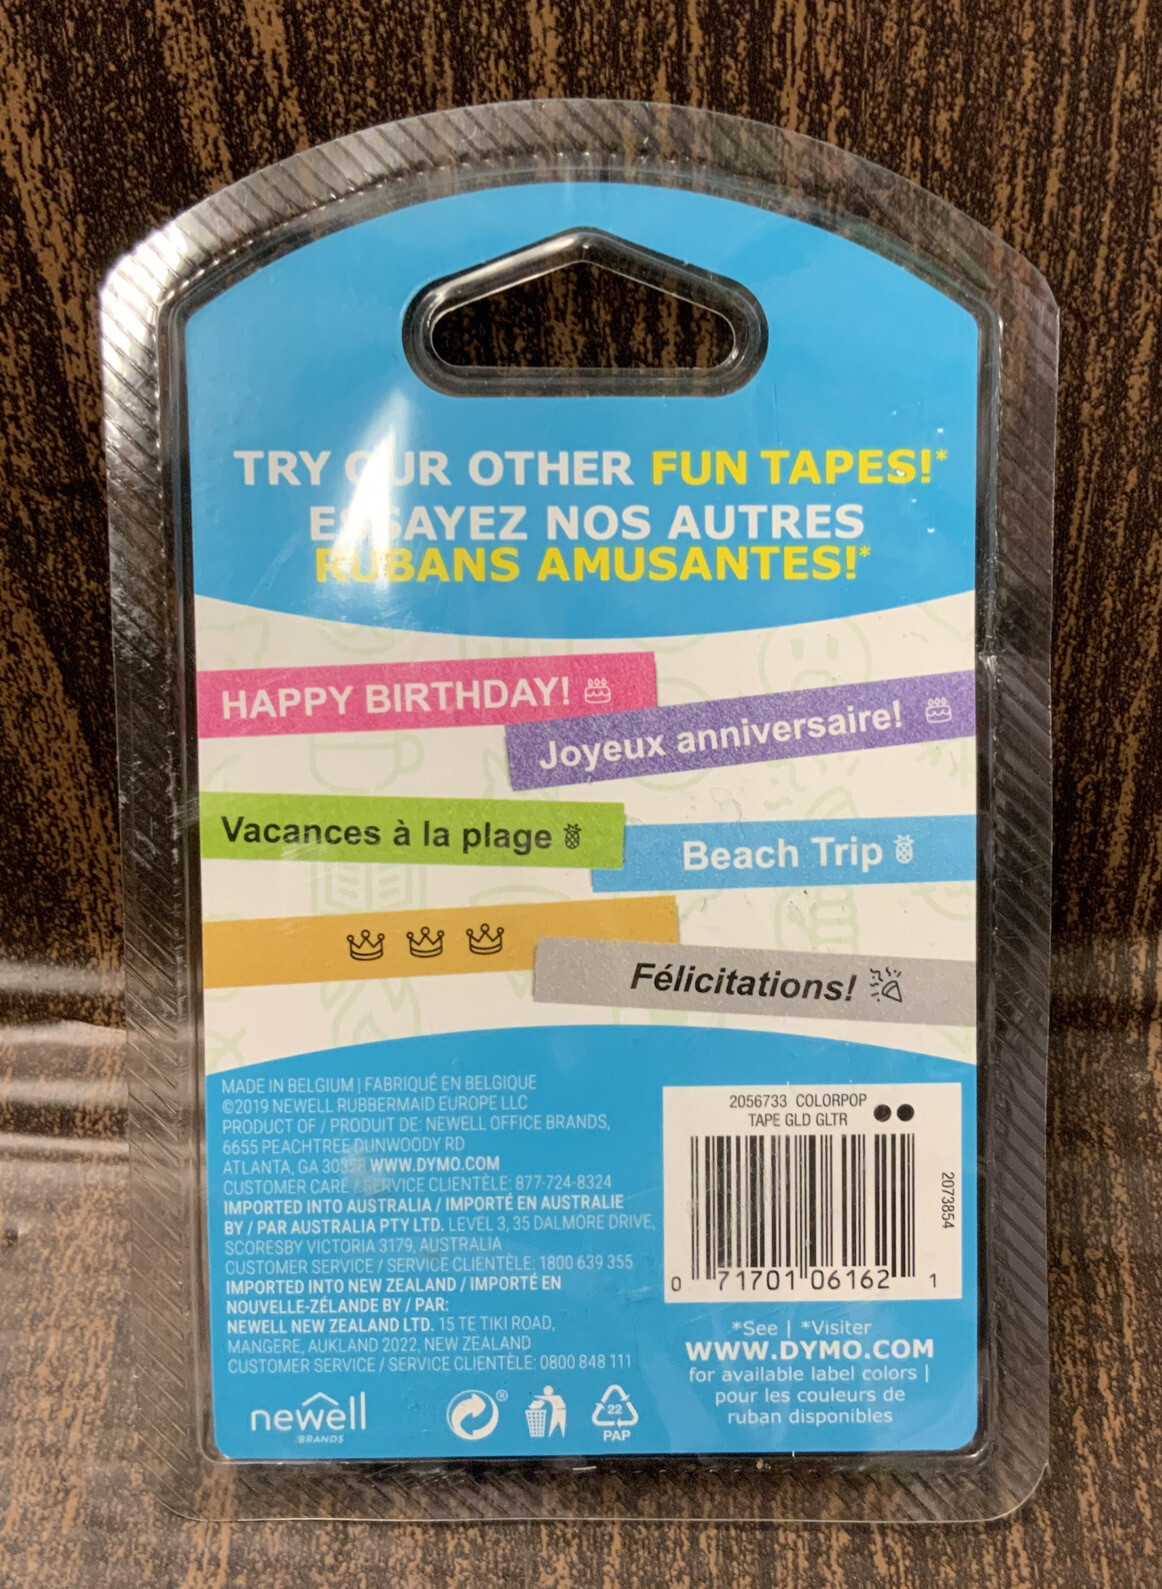 TRY OUR OTHER FUN TAPES!*
ESSAYEZ NOS AUTRES
RUBANS AMUSANTES!*
HAPPY BIRTHDAY!
Joyeux anniversaire!
Vacances à la plage
Beach Trip
Félicitations!
MADE IN BELGIUM | FABRIQUÉ EN BELGIQUE
©2019 NEWELL RUBBERMAID EUROPE LLC
PRODUCT OF / PRODUIT DE: NEWELL OFFICE BRANDS,
6655 PEACHTREE DUNWOODY RD
ATLANTA, GA WWW.DYMO.COM
CUSTOMER CARE / SERVICE CLIENTÈLE: 877-724-8324
IMPORTED INTO AUSTRALIA / IMPORTÉ EN AUSTRALIE
BY / PAR AUSTRALIA PTY LTD. LEVEL 3, 35 DALMORE DRIVE,
SCORESBY VICTORIA 3179, AUSTRALIA
CUSTOMER SERVICE / SERVICE CLIENTÈLE: 1800 639 355
IMPORTED INTO NEW ZEALAND / IMPORTÉ EN
NOUVELLE-ZÉLANDE BY / PAR:
NEWELL NEW ZEALAND LTD. 15 TE TIKI ROAD,
MANGERE, AUKLAND 2022, NEW ZEALAND
CUSTOMER SERVICE / SERVICE CLIENTÈLE: 0800 848 111
newell
BRANDS
®
22
PAP
2056733 COLORPOP
TAPE GLD GLTR
2073854
0 71701 06162 1
*See | *Visiter
WWW.DYMO.COM
for available label colors |
pour les couleurs de
ruban disponibles